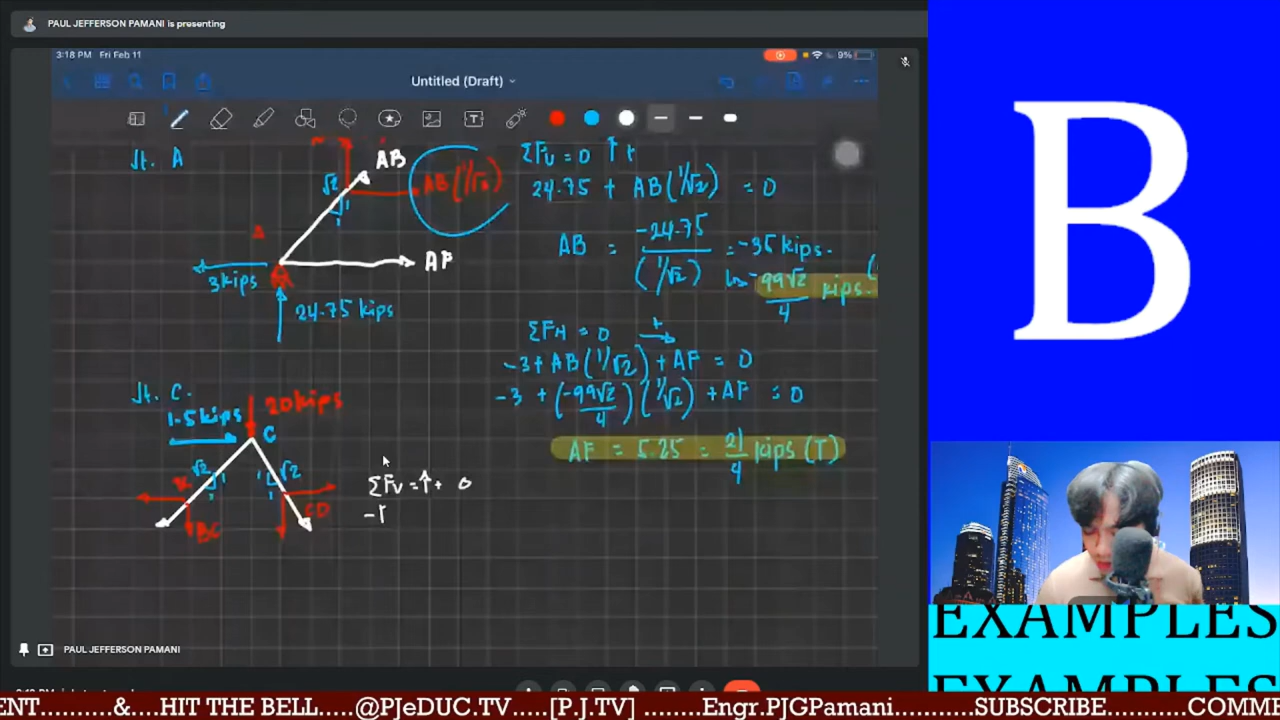 PAUL JEFFERSON PAMANI is presenting
3:18 PM Fri Feb 11
9%
Untitled (Draft)
Jt. A
AB
√2
1
1
AB(1/√2)
A
AF
3kips
24.75 kips
ΣFv = 0 ↑+
24.75 + AB(1/√2) = 0
AB = -24.75 / (1/√2) = -35 kips.
-99√2/4 kips. (
ΣFH = 0 +→
-3 + AB(1/√2) + AF = 0
-3 + (-99√2/4)(1/√2) + AF = 0
AF = 5.25 = 21/4 kips (T)
Jt. C.
1.5kips
20kips
C
√2
1
1
1
√2
1
BC
CD
ΣFv = ↑+ 0
PAUL JEFFERSON PAMANI
B
EXAMPLES
EXAMPLES
ENT..........&....HIT THE BELL.....@PJeDUC.TV.....[P.J.TV] .......Engr.PJGPamani..............SUBSCRIBE.....COMME